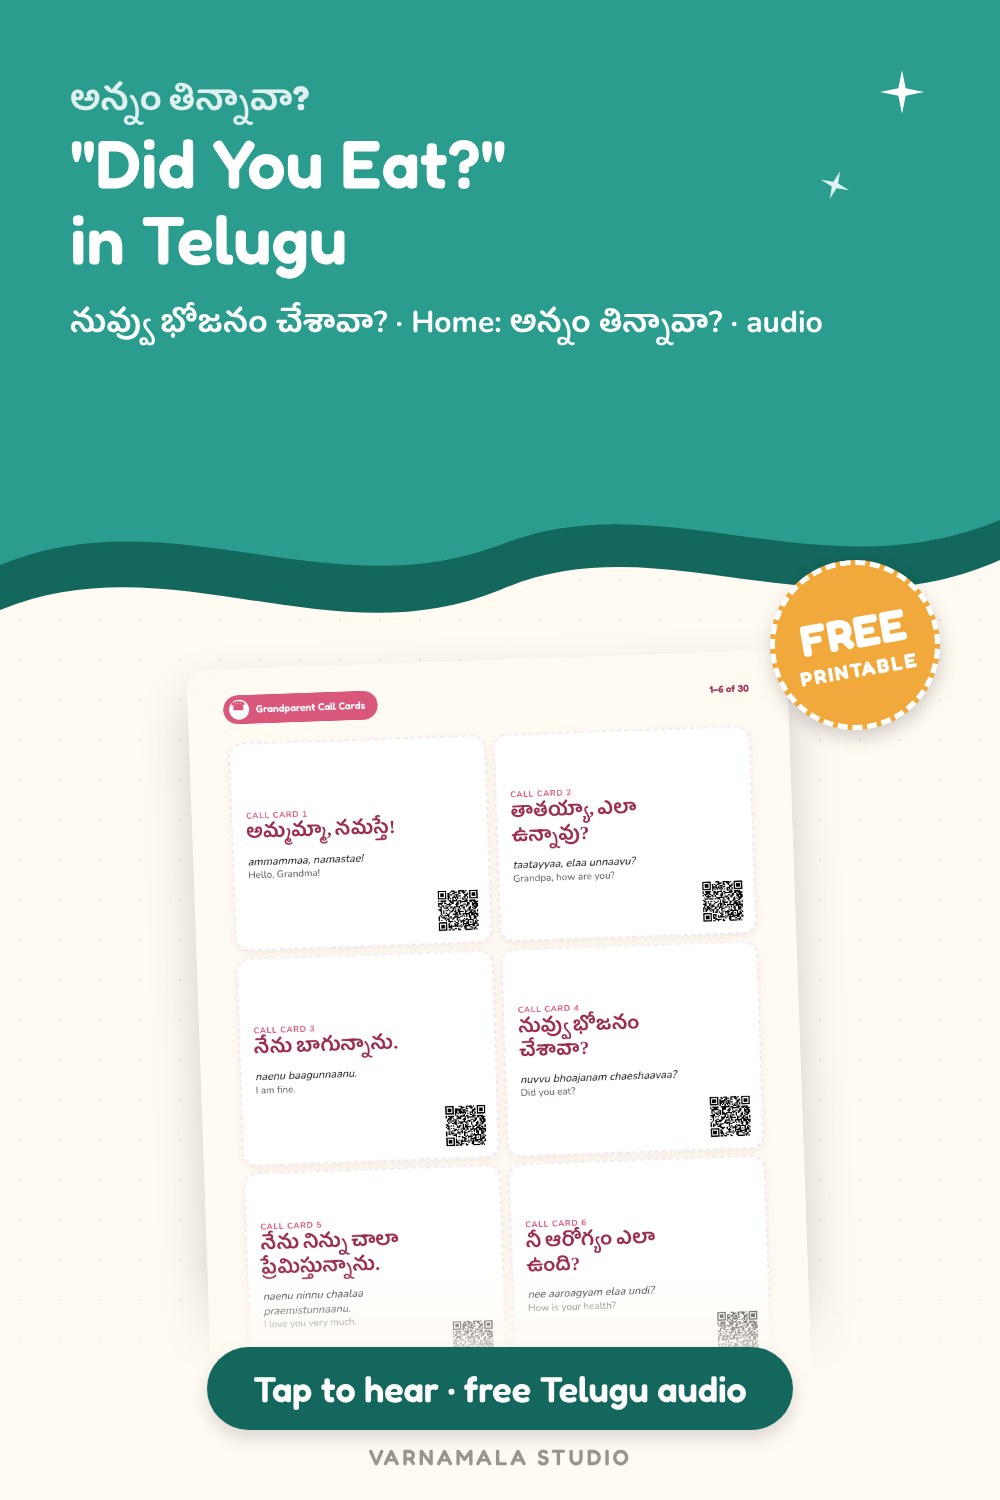 అన్నం తిన్నావా?
"Did You Eat?"
in Telugu
నువ్వు భోజనం చేశావా? · Home: అన్నం తిన్నావా? · audio
FREE
PRINTABLE
Grandparent Call Cards
1–6 of 30
CALL CARD 1
అమ్మమ్మా, నమస్తే!
ammammaa, namastae!
Hello, Grandma!
CALL CARD 2
తాతయ్యా, ఎలా
ఉన్నావు?
taatayyaa, elaa unnaavu?
Grandpa, how are you?
CALL CARD 3
నేను బాగున్నాను.
naenu baagunnaanu.
I am fine.
CALL CARD 4
నువ్వు భోజనం
చేశావా?
nuvvu bhoajanam chaeshaavaa?
Did you eat?
CALL CARD 5
నేను నిన్ను చాలా
ప్రేమిస్తున్నాను.
naenu ninnu chaalaa
praemistunnaanu.
I love you very much.
CALL CARD 6
నీ ఆరోగ్యం ఎలా
ఉంది?
nee aaroagyam elaa undi?
How is your health?
Tap to hear · free Telugu audio
VARNAMALA STUDIO